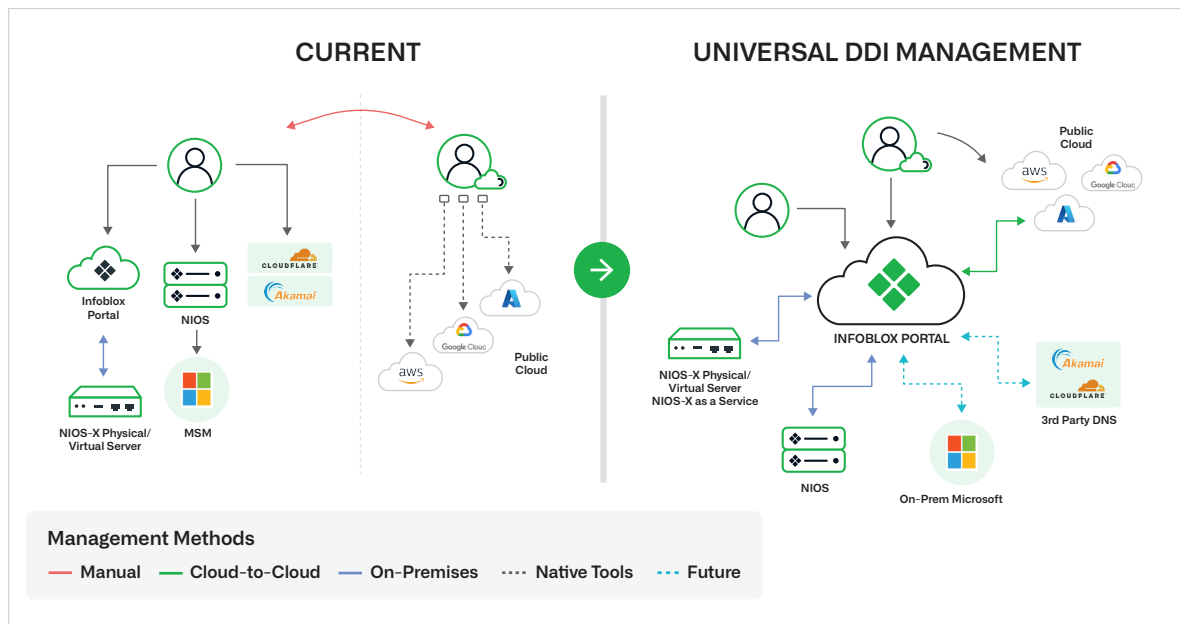 CURRENT
UNIVERSAL DDI MANAGEMENT
Infoblox
Portal
NIOS
CLOUDFLARE
Akamai
NIOS-X Physical/
Virtual Server
MSM
aws
Google Clouc
Public
Cloud
Public
Cloud
aws
Google Clouc
INFOBLOX PORTAL
NIOS-X Physical/
Virtual Server
NIOS-X as a Service
NIOS
On-Prem Microsoft
Akamai
CLOUDFLARE
3rd Party DNS
Management Methods
Manual
Cloud-to-Cloud
On-Premises
Native Tools
Future